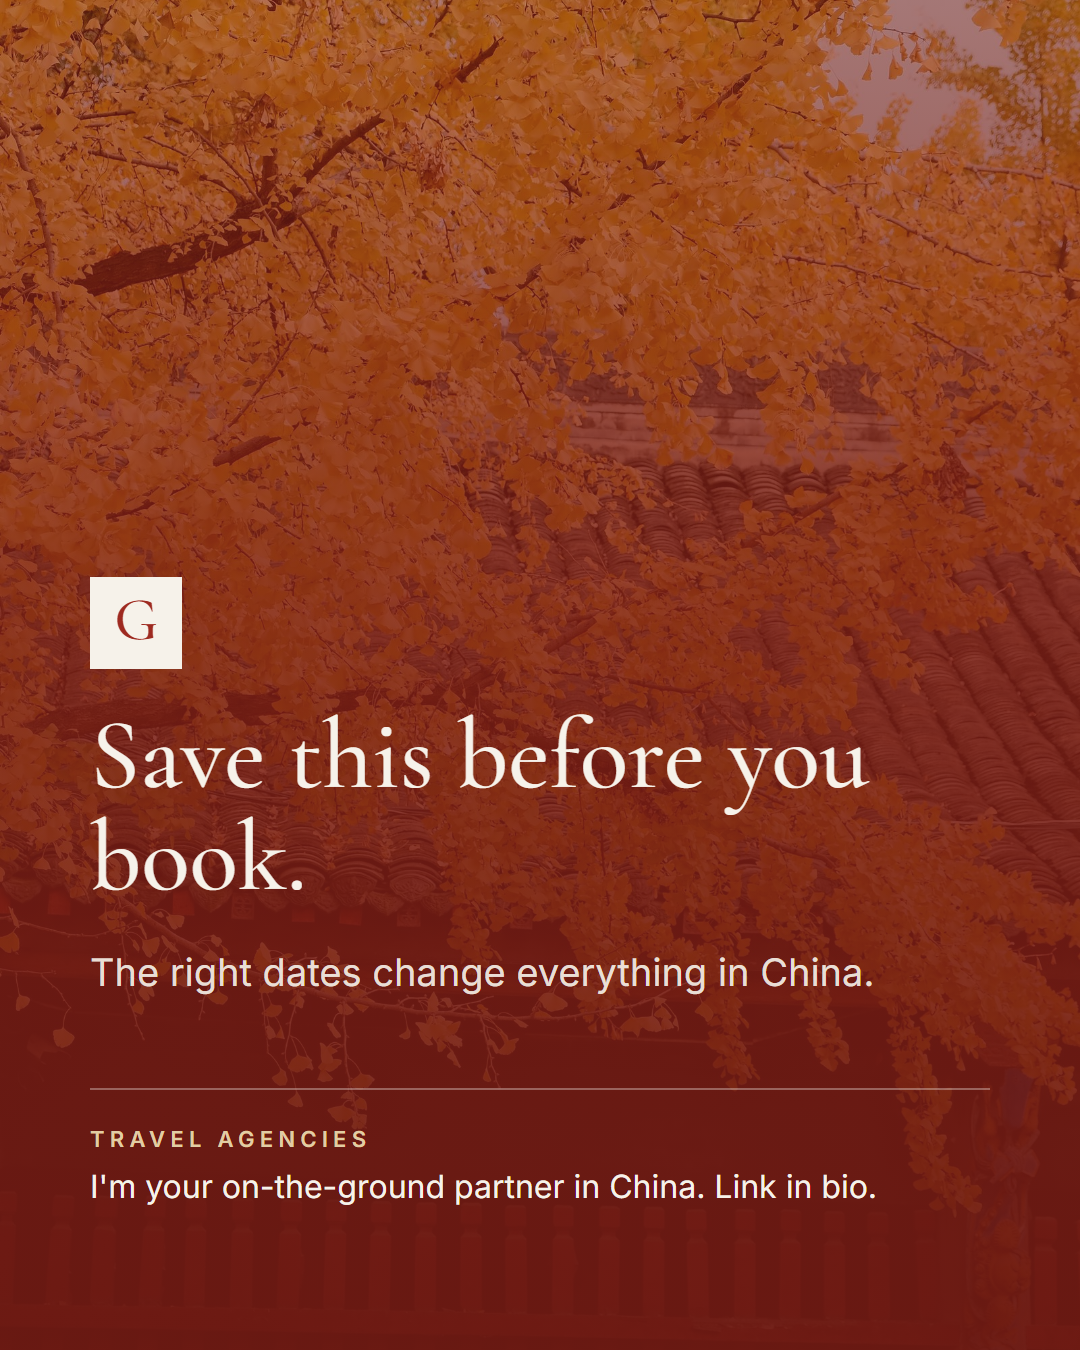 G
Save this before you
book.
The right dates change everything in China.
TRAVEL AGENCIES
I'm your on-the-ground partner in China. Link in bio.